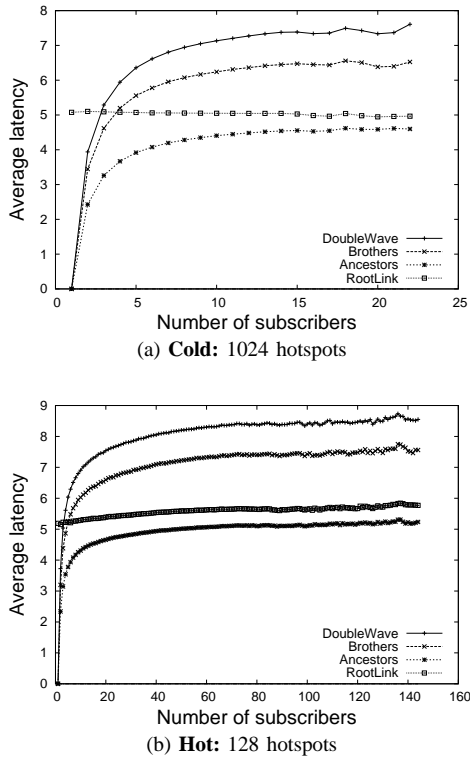 8
7
6
5
4
3
2
1
0
Average latency
DoubleWave
Brothers
Ancestors
RootLink
0 5 10 15 20 25
Number of subscribers
(a) Cold: 1024 hotspots
9
8
7
6
5
4
3
2
1
0
Average latency
DoubleWave
Brothers
Ancestors
RootLink
0 20 40 60 80 100 120 140 160
Number of subscribers
(b) Hot: 128 hotspots